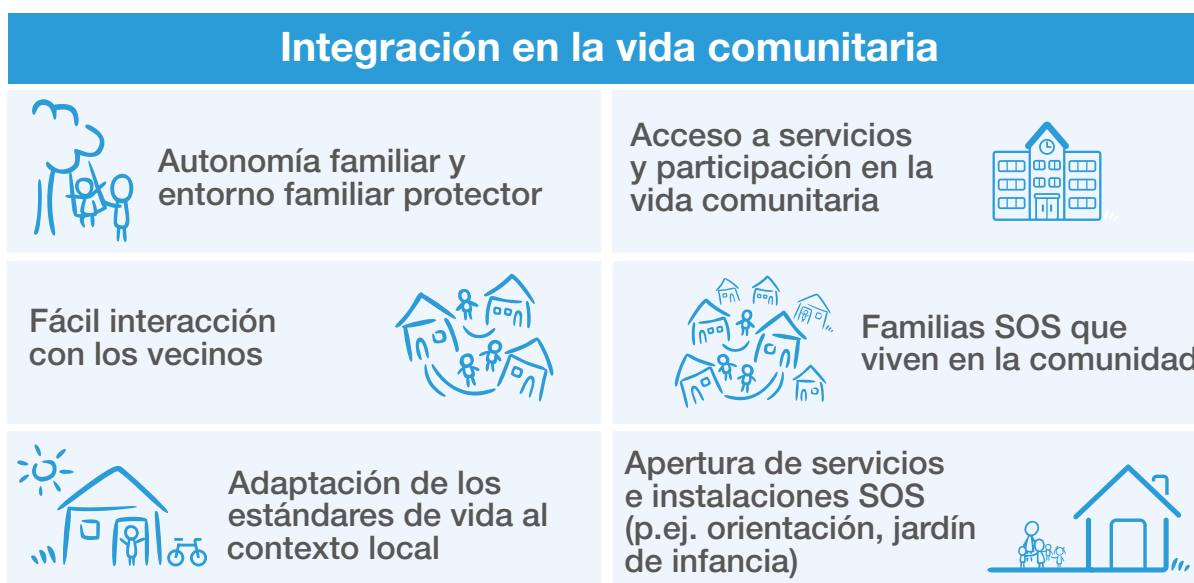 Integración en la vida comunitaria
Autonomía familiar y
entorno familiar protector
Acceso a servicios
y participación en la
vida comunitaria
Fácil interacción
con los vecinos
Familias SOS que
viven en la comunidad
Adaptación de los
estándares de vida al
contexto local
Apertura de servicios
e instalaciones SOS
(p.ej. orientación, jardín
de infancia)